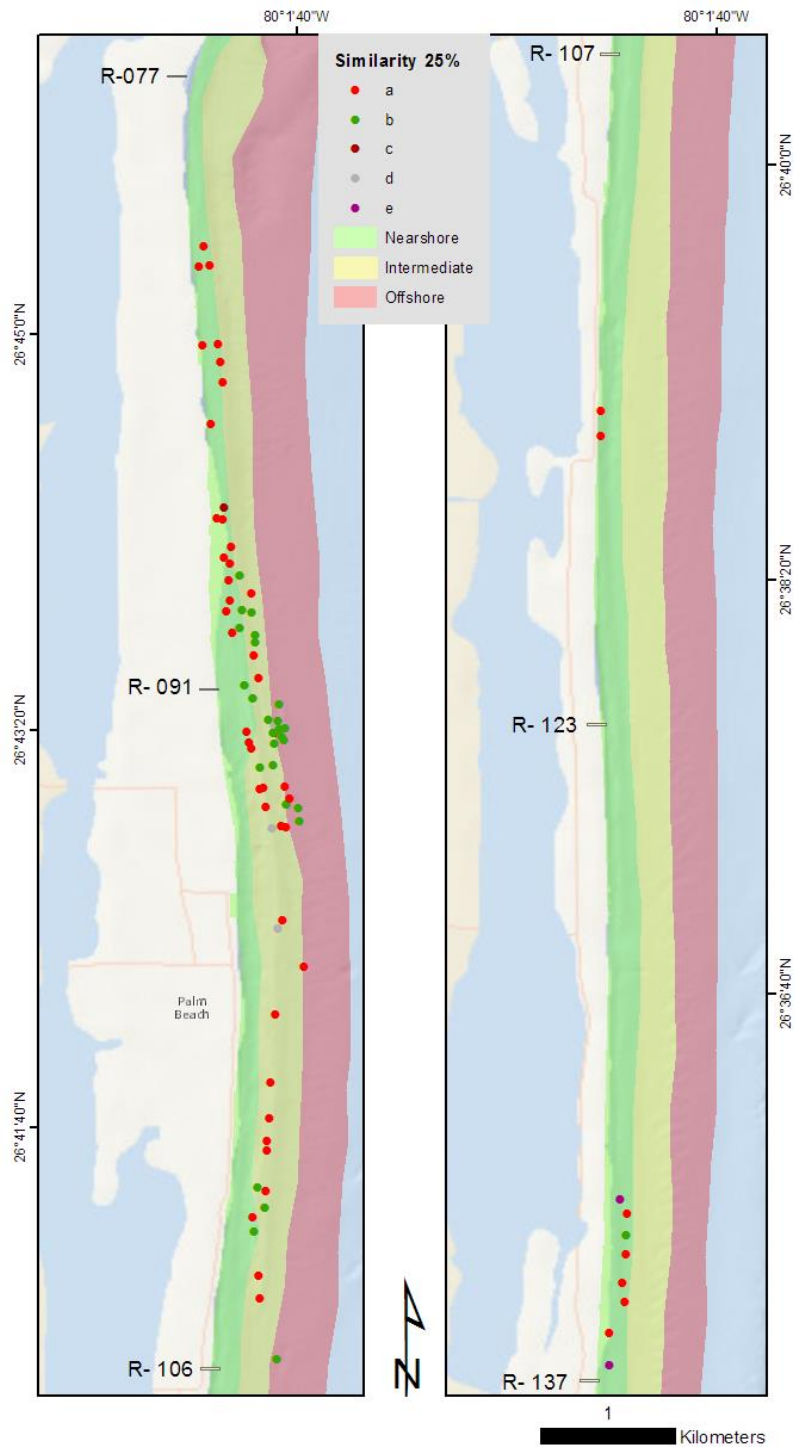 80°1'40"W
80°1'40"W
R-077
Similarity 25%
a
b
c
d
e
Nearshore
Intermediate
Offshore
R- 107
26°40'0"N
26°45'0"N
26°38'20"N
R- 091
26°43'20"N
R- 123
26°36'40"N
Palm
Beach
26°41'40"N
R- 106
N
R- 137
1
Kilometers